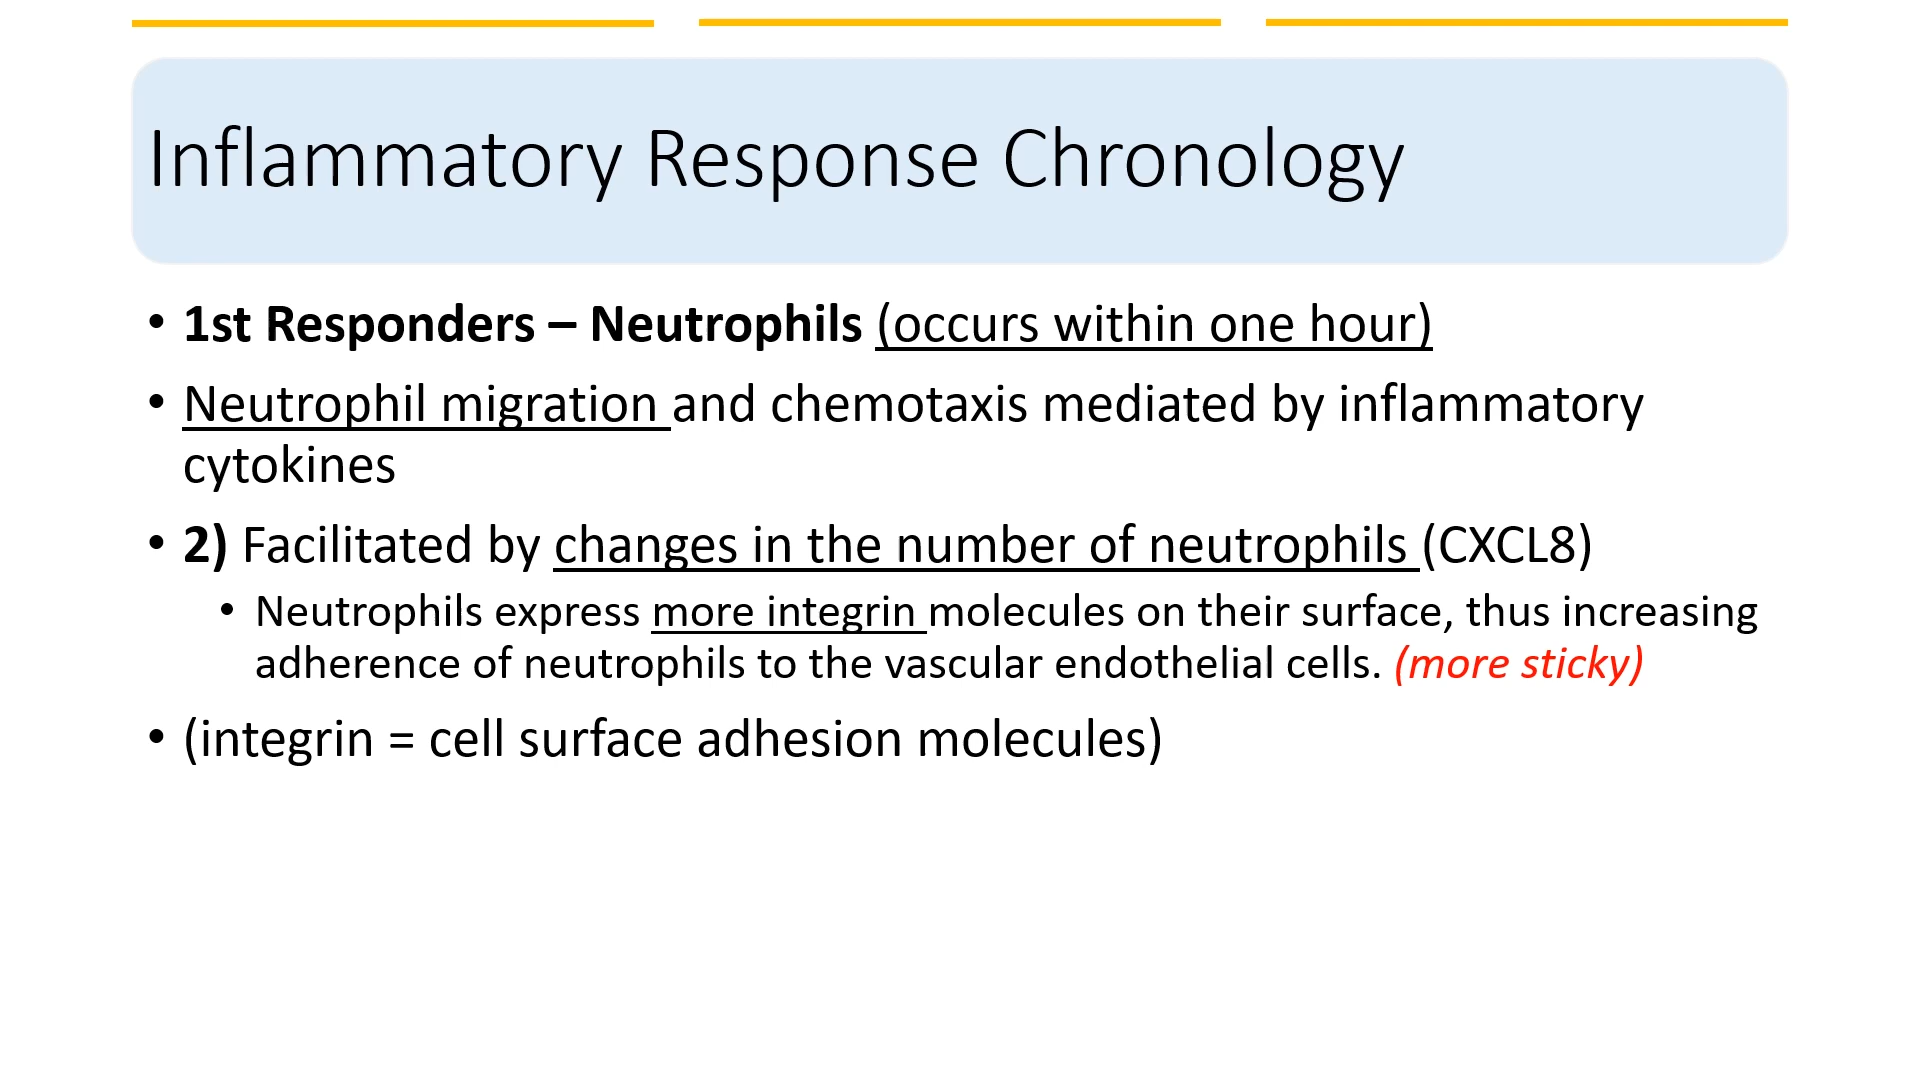 Inflammatory Response Chronology
• 1st Responders – Neutrophils (occurs within one hour)
• Neutrophil migration and chemotaxis mediated by inflammatory
cytokines
• 2) Facilitated by changes in the number of neutrophils (CXCL8)
• Neutrophils express more integrin molecules on their surface, thus increasing
adherence of neutrophils to the vascular endothelial cells. (more sticky)
• (integrin = cell surface adhesion molecules)